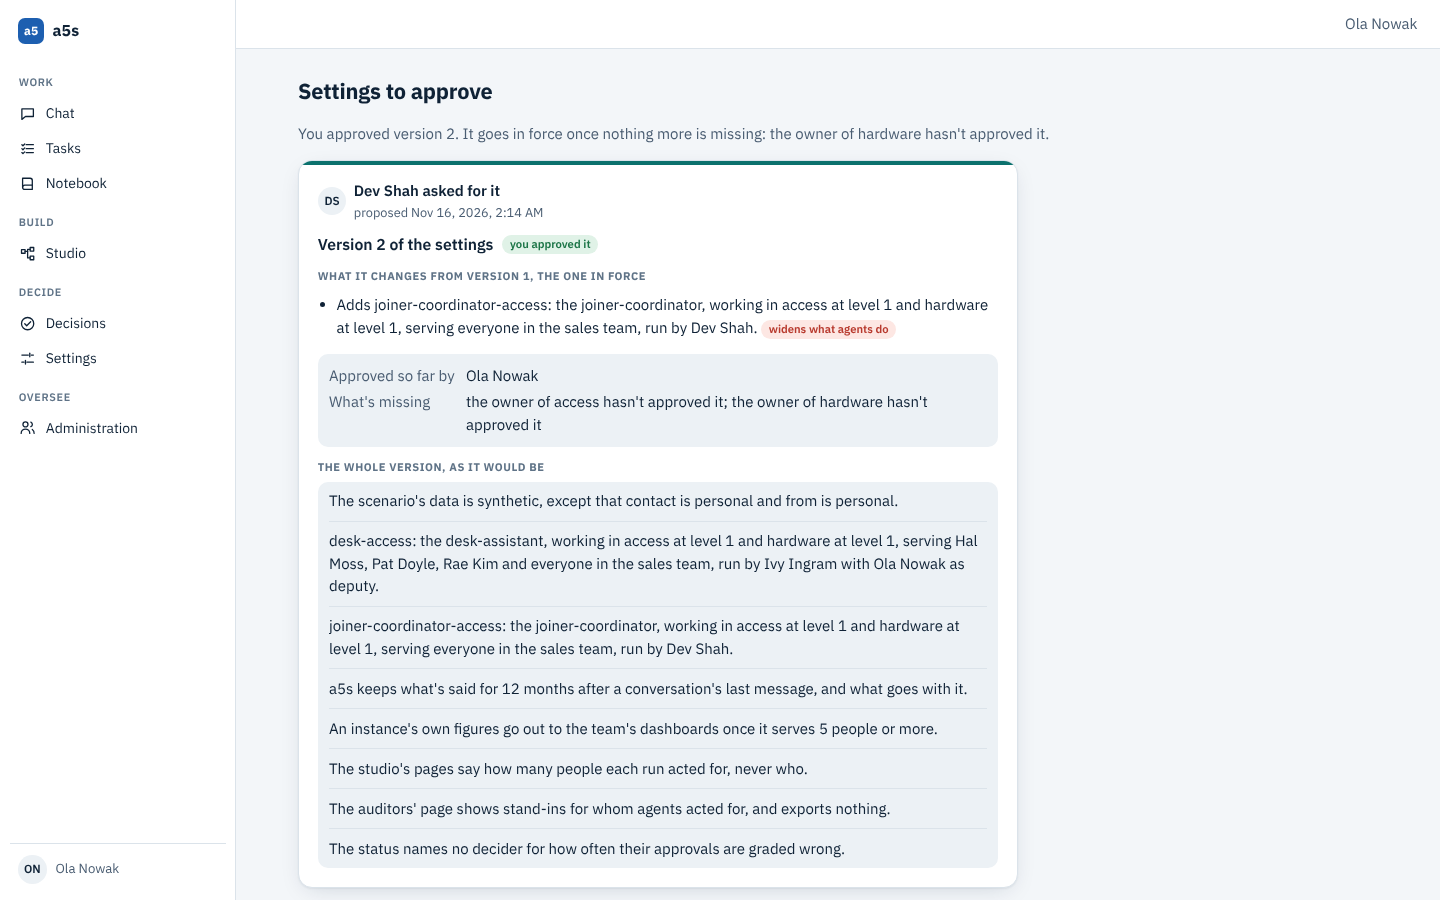 a5 a5s
Ola Nowak
WORK
Chat
Tasks
Notebook
BUILD
Studio
DECIDE
Decisions
Settings
OVERSEE
Administration
ON Ola Nowak
Settings to approve
You approved version 2. It goes in force once nothing more is missing: the owner of hardware hasn't approved it.
DS Dev Shah asked for it
proposed Nov 16, 2026, 2:14 AM
Version 2 of the settings you approved it
WHAT IT CHANGES FROM VERSION 1, THE ONE IN FORCE
• Adds joiner-coordinator-access: the joiner-coordinator, working in access at level 1 and hardware
at level 1, serving everyone in the sales team, run by Dev Shah. widens what agents do
Approved so far by Ola Nowak
What's missing the owner of access hasn't approved it; the owner of hardware hasn't
approved it
THE WHOLE VERSION, AS IT WOULD BE
The scenario's data is synthetic, except that contact is personal and from is personal.
desk-access: the desk-assistant, working in access at level 1 and hardware at level 1, serving Hal
Moss, Pat Doyle, Rae Kim and everyone in the sales team, run by Ivy Ingram with Ola Nowak as
deputy.
joiner-coordinator-access: the joiner-coordinator, working in access at level 1 and hardware at
level 1, serving everyone in the sales team, run by Dev Shah.
a5s keeps what's said for 12 months after a conversation's last message, and what goes with it.
An instance's own figures go out to the team's dashboards once it serves 5 people or more.
The studio's pages say how many people each run acted for, never who.
The auditors' page shows stand-ins for whom agents acted for, and exports nothing.
The status names no decider for how often their approvals are graded wrong.